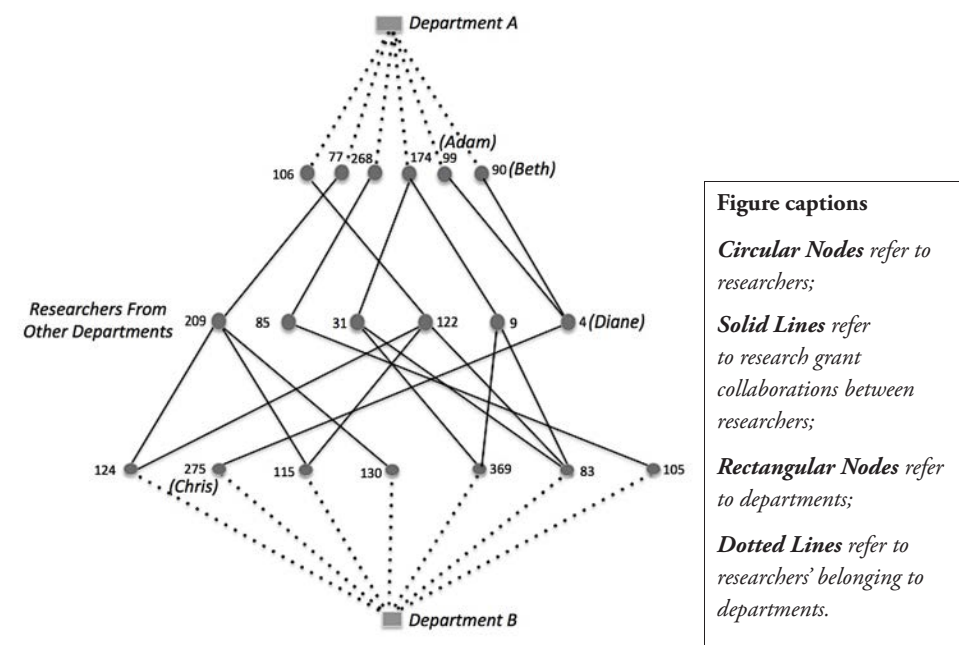 Department A
(Adam)
106 77 268 174 99 90 (Beth)
Researchers From
Other Departments
209 85 31 122 9 4 (Diane)
124 275 115 130 369 83 105
(Chris)
Department B
Figure captions
Circular Nodes refer to
researchers;
Solid Lines refer
to research grant
collaborations between
researchers;
Rectangular Nodes refer
to departments;
Dotted Lines refer to
researchers’ belonging to
departments.